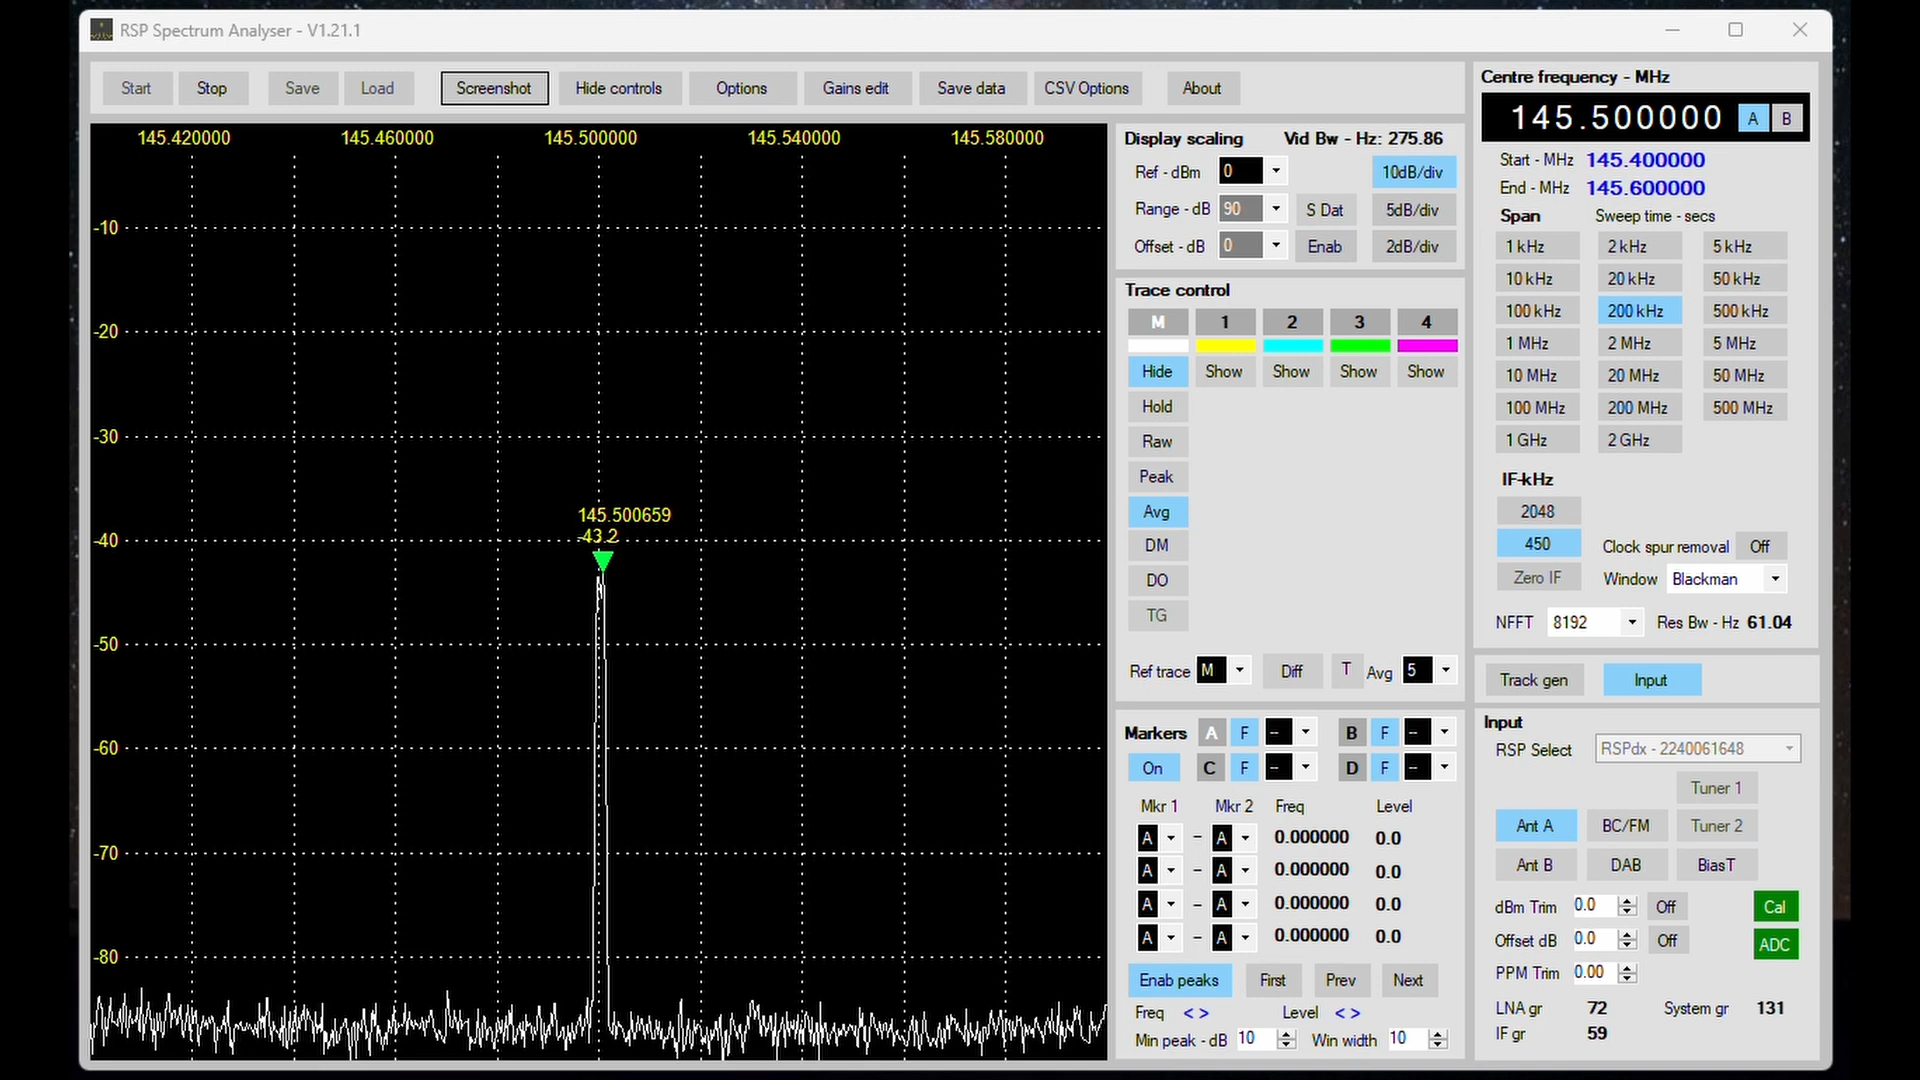 RSP Spectrum Analyser - V1.21.1
Start Stop Save Load Screenshot Hide controls Options Gains edit Save data CSV Options About
145.420000 145.460000 145.500000 145.540000 145.580000
-10
-20
-30
-40
-50
-60
-70
-80
145.500659
-43.2
Display scaling Vid Bw - Hz: 275.86
Ref - dBm 0 10dB/div
Range - dB 90 S Dat 5dB/div
Offset - dB 0 Enab 2dB/div
Trace control
M 1 2 3 4
Hide Show Show Show Show
Hold
Raw
Peak
Avg
DM
DO
TG
Ref trace M Diff T Avg 5
Markers A F -- B F --
On C F -- D F --
Mkr 1 Mkr 2 Freq Level
A - A 0.000000 0.0
A - A 0.000000 0.0
A - A 0.000000 0.0
A - A 0.000000 0.0
Enab peaks First Prev Next
Freq < > Level < >
Min peak - dB 10 Win width 10
Centre frequency - MHz
145.500000 A B
Start - MHz 145.400000
End - MHz 145.600000
Span Sweep time - secs
1 kHz 2 kHz 5 kHz
10 kHz 20 kHz 50 kHz
100 kHz 200 kHz 500 kHz
1 MHz 2 MHz 5 MHz
10 MHz 20 MHz 50 MHz
100 MHz 200 MHz 500 MHz
1 GHz 2 GHz
IF-kHz
2048
450 Clock spur removal Off
Zero IF Window Blackman
NFFT 8192 Res Bw - Hz 61.04
Track gen Input
Input
RSP Select RSPdx - 2240061648
Tuner 1
Ant A BC/FM Tuner 2
Ant B DAB BiasT
dBm Trim 0.0 Off Cal
Offset dB 0.0 Off ADC
PPM Trim 0.00
LNA gr 72 System gr 131
IF gr 59